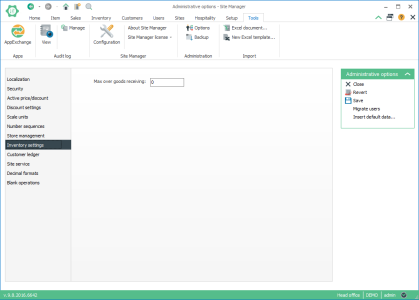 Administrative options - Site Manager
Home Item Sales Inventory Customers Users Sites Hospitality Setup Tools
AppExchange
View
Manage
Configuration
About Site Manager
Site Manager license
Options
Backup
Excel document...
New Excel template...
Apps Audit log Site Manager Administration Import
Localization
Security
Active price/discount
Discount settings
Scale units
Number sequences
Store management
Inventory settings
Customer ledger
Site service
Decimal formats
Blank operations
Max over goods receiving: 0
Administrative options
Close
Revert
Save
Migrate users
Insert default data...
Head office DEMO admin